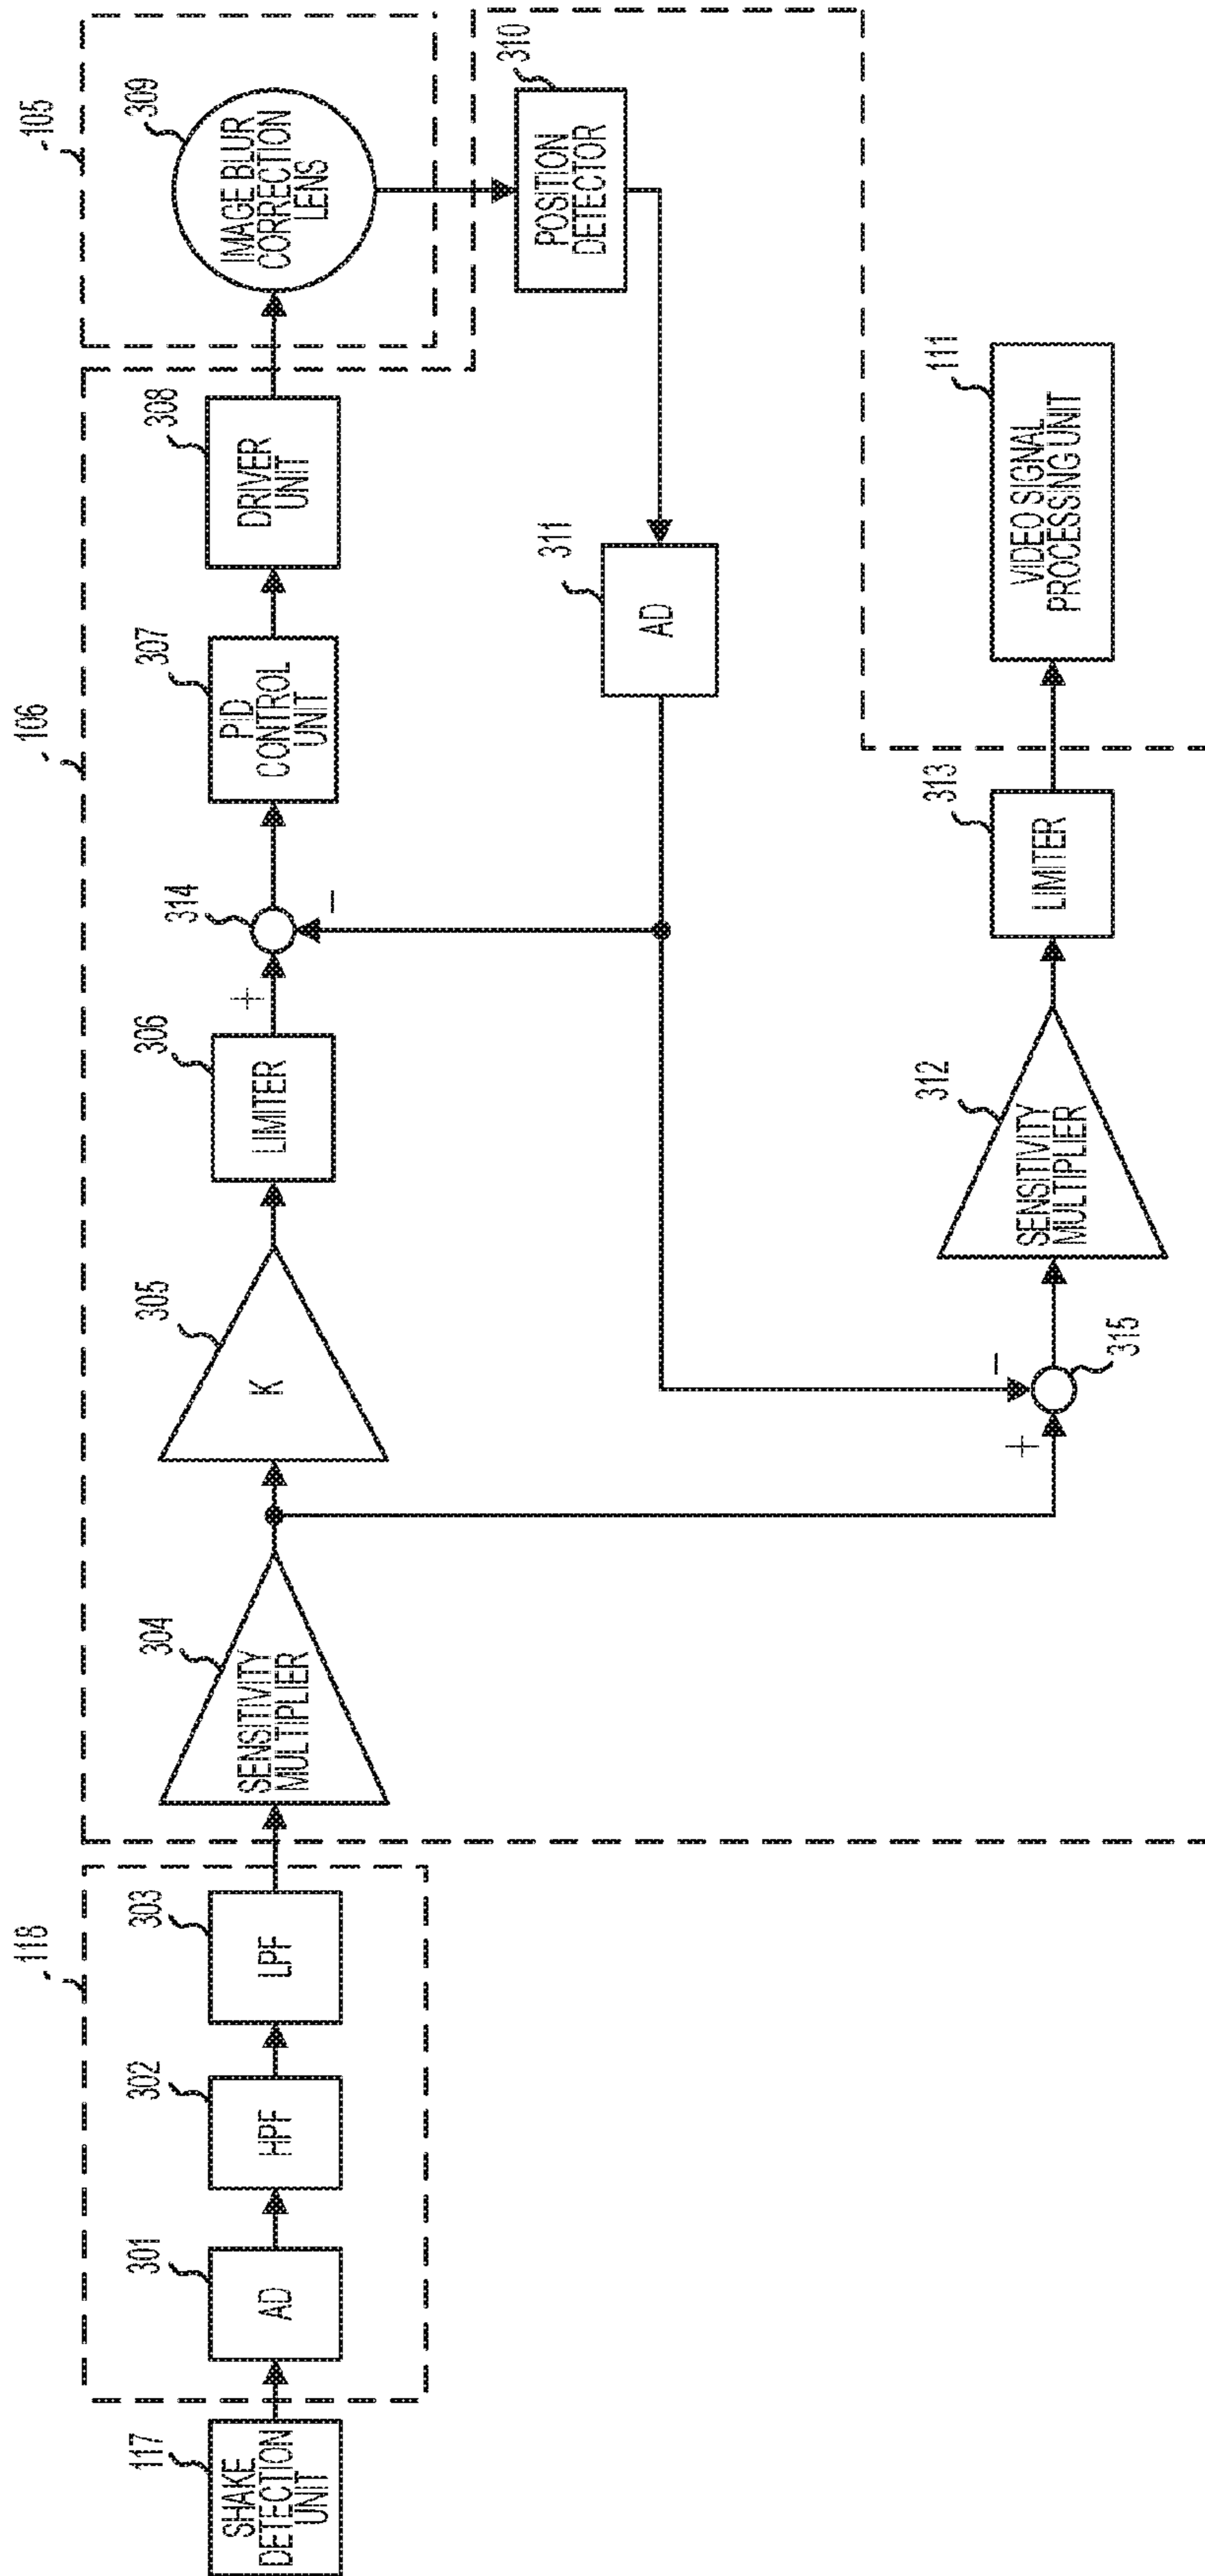 117
SHAKE
DETECTION
UNIT
118
301
AD
302
HPF
303
LPF
106
304
SENSITIVITY
MULTIPLIER
305
K
306
LIMITER
+
314
−
307
PID
CONTROL
UNIT
308
DRIVER
UNIT
105
309
IMAGE BLUR
CORRECTION
LENS
310
POSITION
DETECTOR
311
AD
+
−
315
312
SENSITIVITY
MULTIPLIER
313
LIMITER
111
VIDEO SIGNAL
PROCESSING UNIT